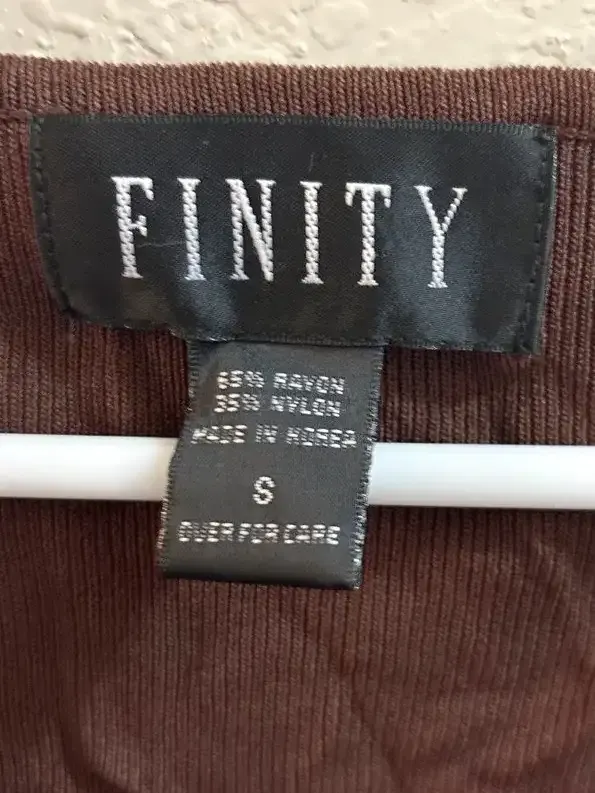 FINITY
65% RAYON
35% NYLON
MADE IN KOREA
S
OVER FOR CARE